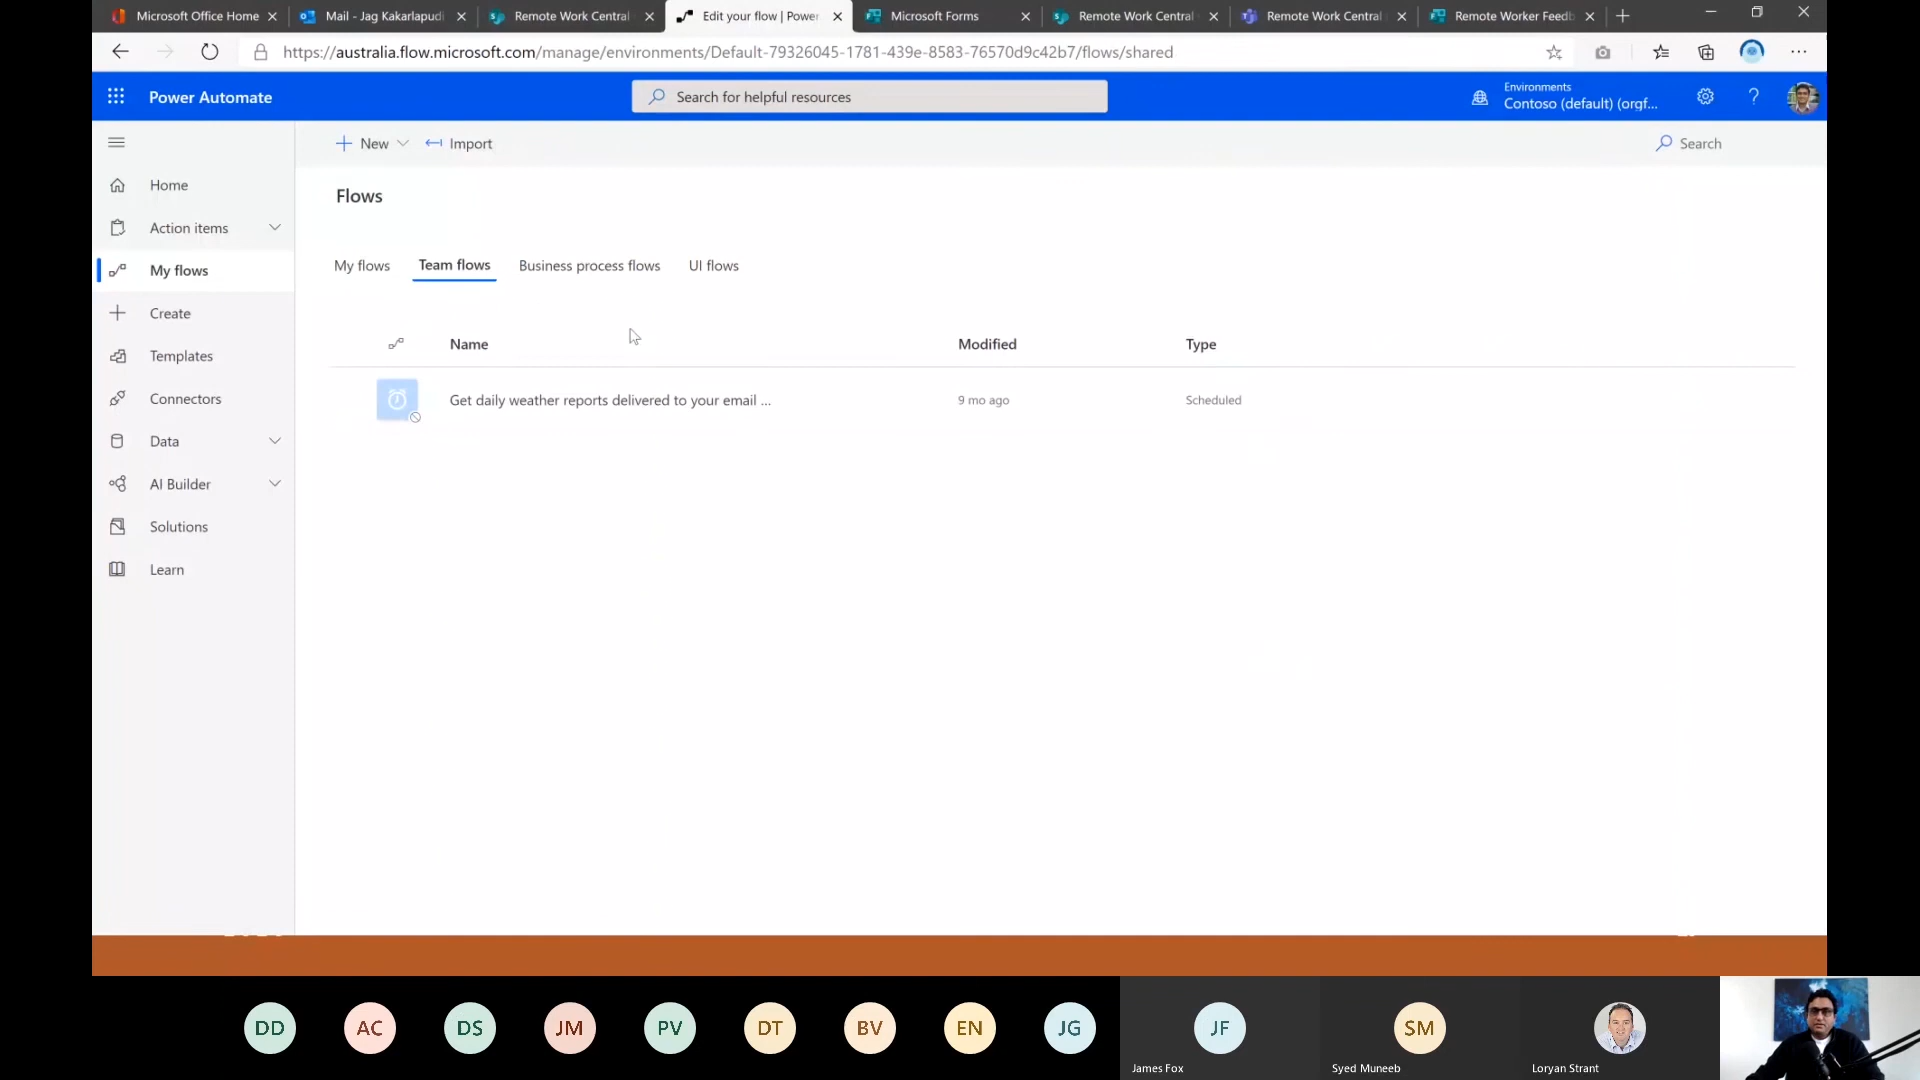 Microsoft Office Home
Mail - Jag Kakarlapudi
Remote Work Central
Edit your flow | Power
Microsoft Forms
Remote Work Central
Remote Work Central
Remote Worker Feedb
https://australia.flow.microsoft.com/manage/environments/Default-79326045-1781-439e-8583-76570d9c42b7/flows/shared
Power Automate
Search for helpful resources
Environments
Contoso (default) (orgf...
New
Import
Search
Home
Action items
My flows
Create
Templates
Connectors
Data
AI Builder
Solutions
Learn
Flows
My flows
Team flows
Business process flows
UI flows
Name
Modified
Type
Get daily weather reports delivered to your email ...
9 mo ago
Scheduled
DD
AC
DS
JM
PV
DT
BV
EN
JG
JF
SM
James Fox
Syed Muneeb
Loryan Strant